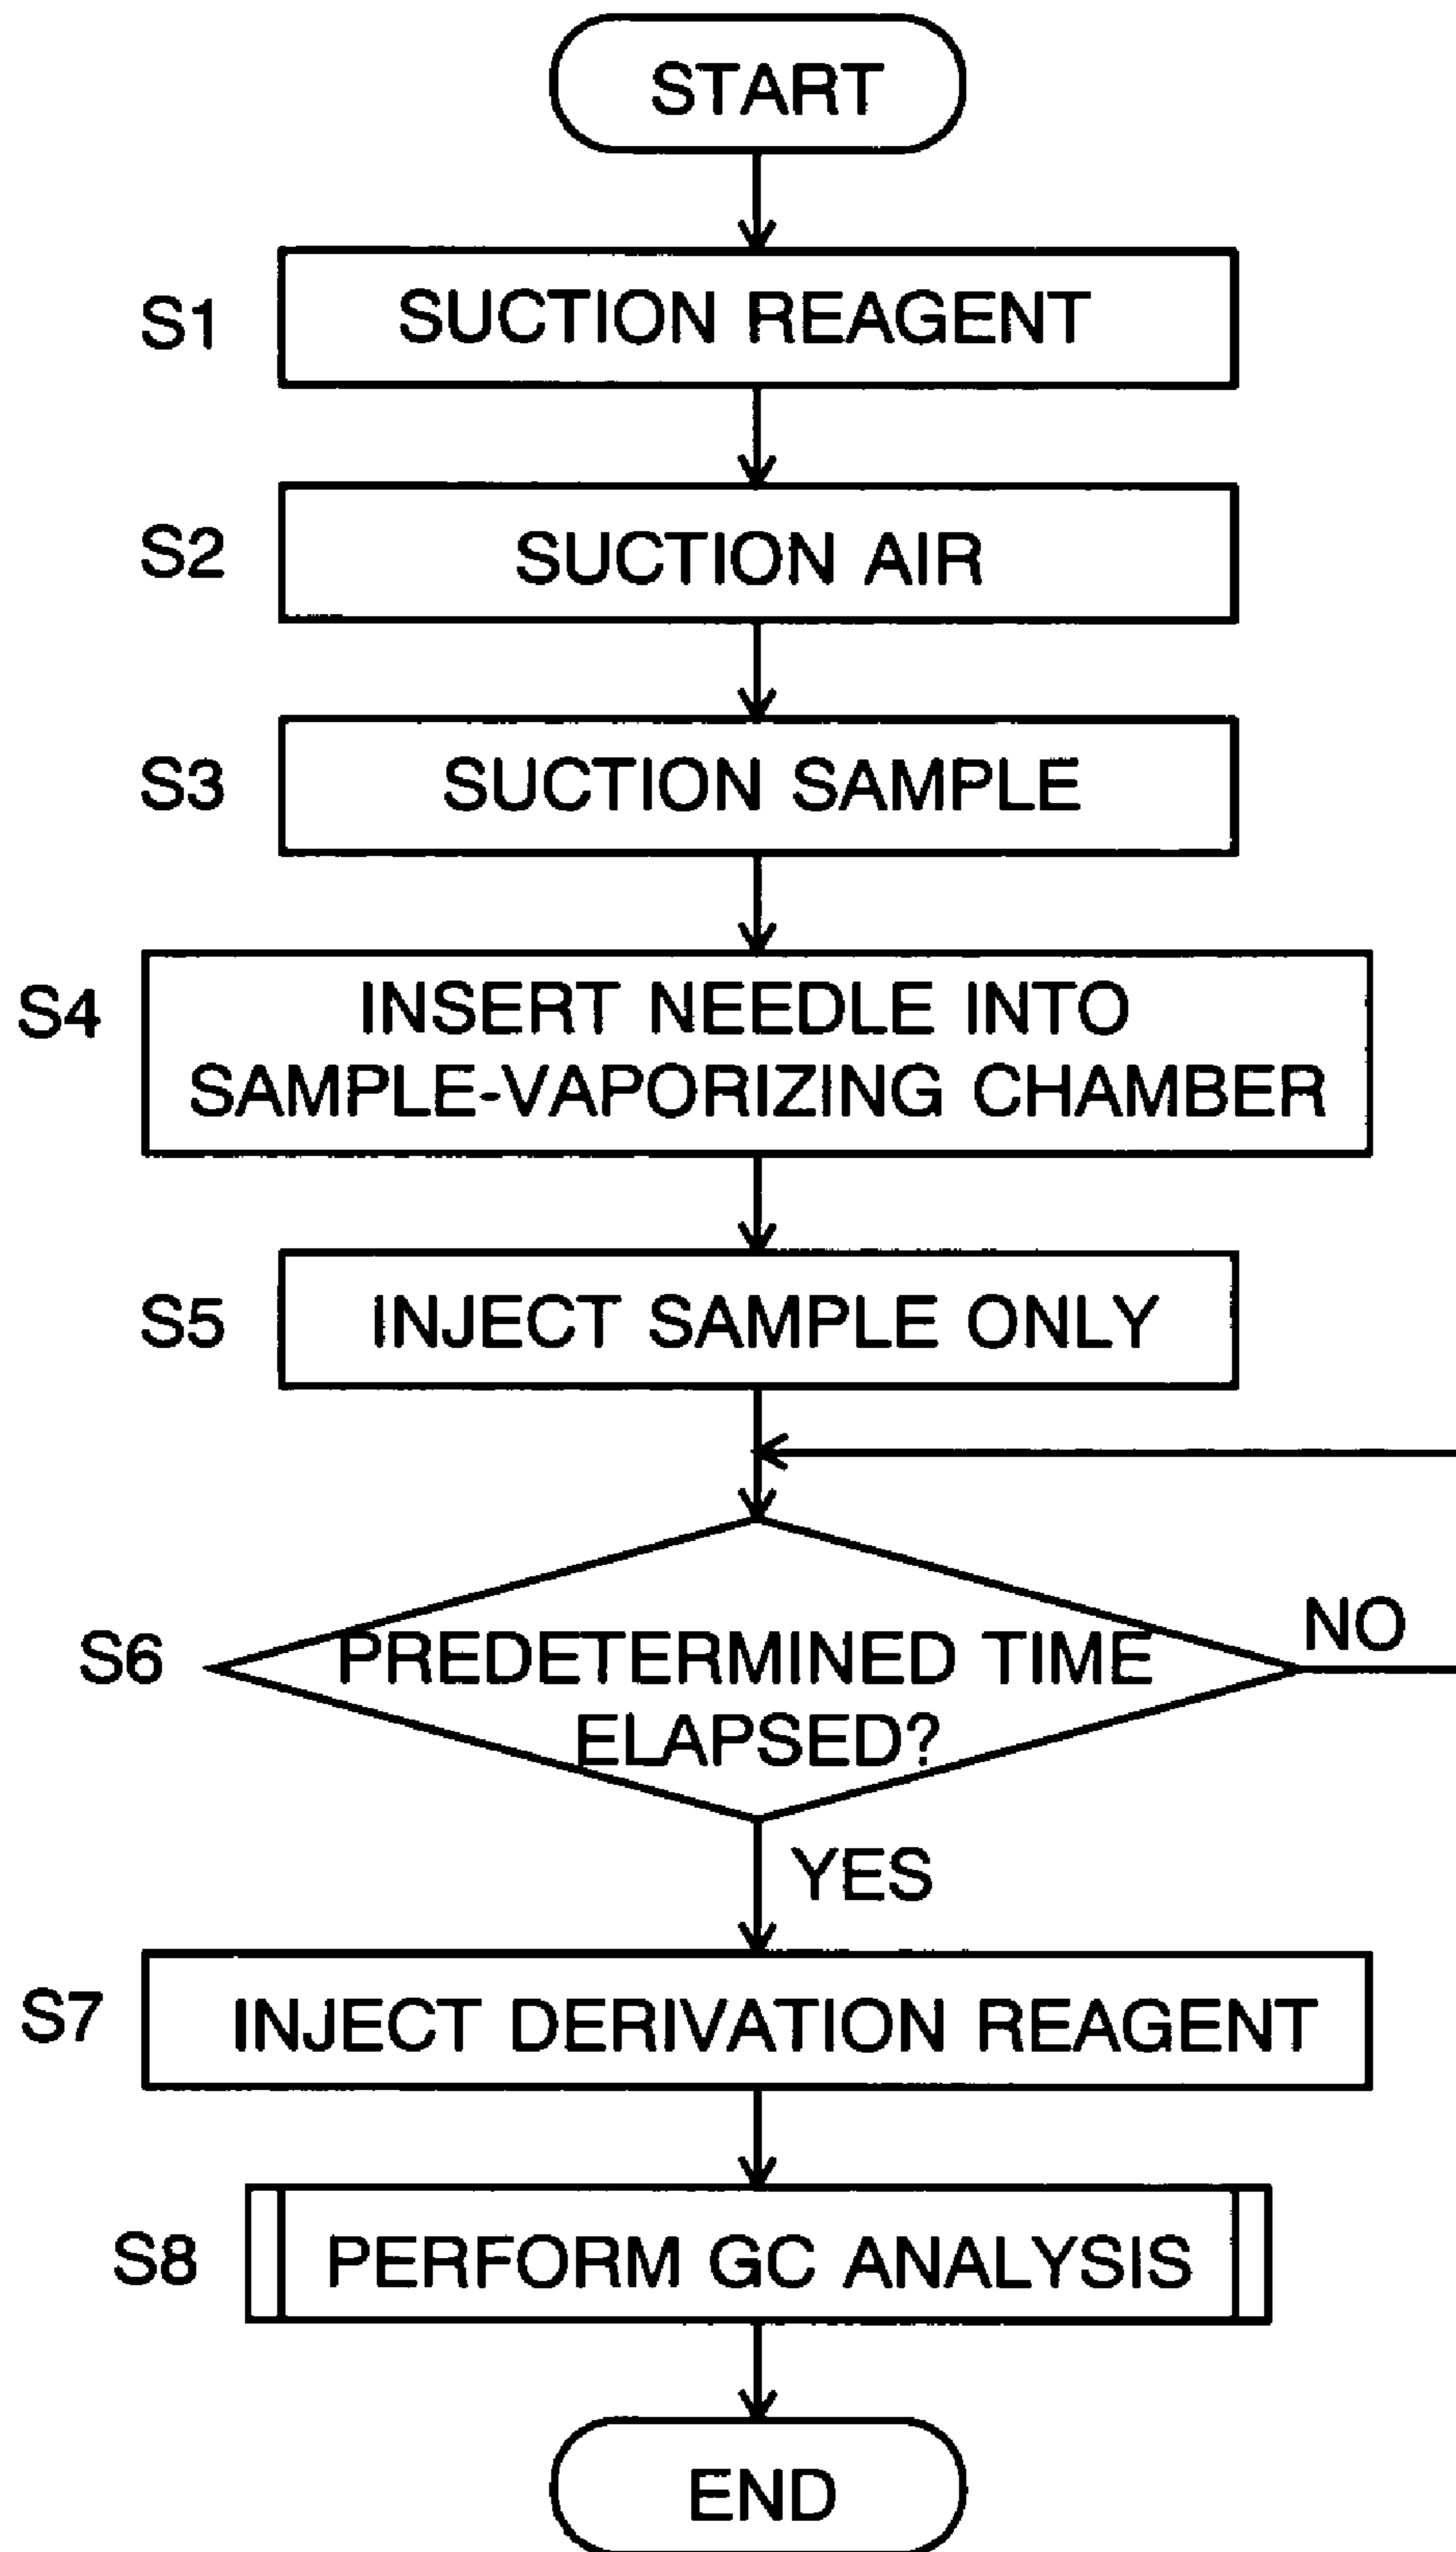 START
S1
SUCTION REAGENT
S2
SUCTION AIR
S3
SUCTION SAMPLE
S4
INSERT NEEDLE INTO
SAMPLE-VAPORIZING CHAMBER
S5
INJECT SAMPLE ONLY
S6
PREDETERMINED TIME
ELAPSED?
NO
YES
S7
INJECT DERIVATION REAGENT
S8
PERFORM GC ANALYSIS
END